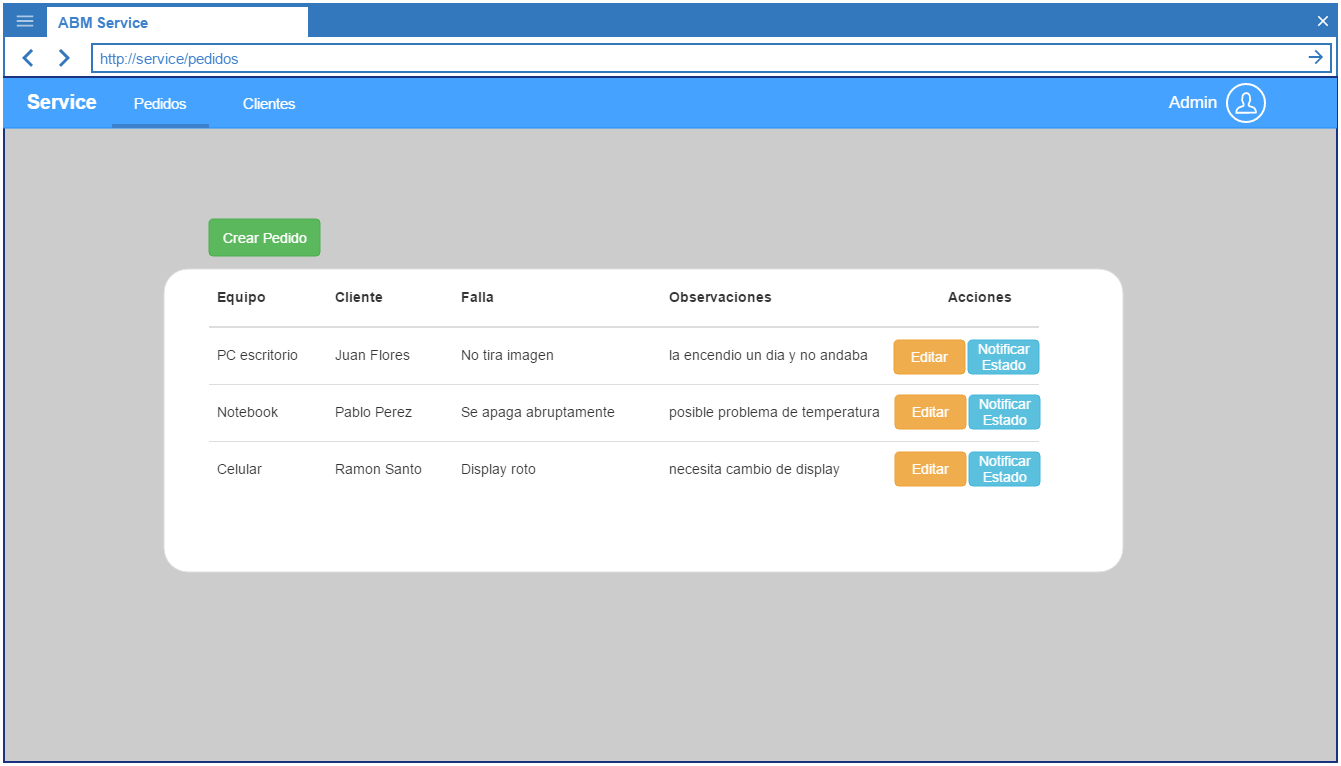 ABM Service
http://service/pedidos
Service Pedidos Clientes Admin
Crear Pedido
Equipo Cliente Falla Observaciones Acciones
PC escritorio Juan Flores No tira imagen la encendio un dia y no andaba Editar Notificar Estado
Notebook Pablo Perez Se apaga abruptamente posible problema de temperatura Editar Notificar Estado
Celular Ramon Santo Display roto necesita cambio de display Editar Notificar Estado